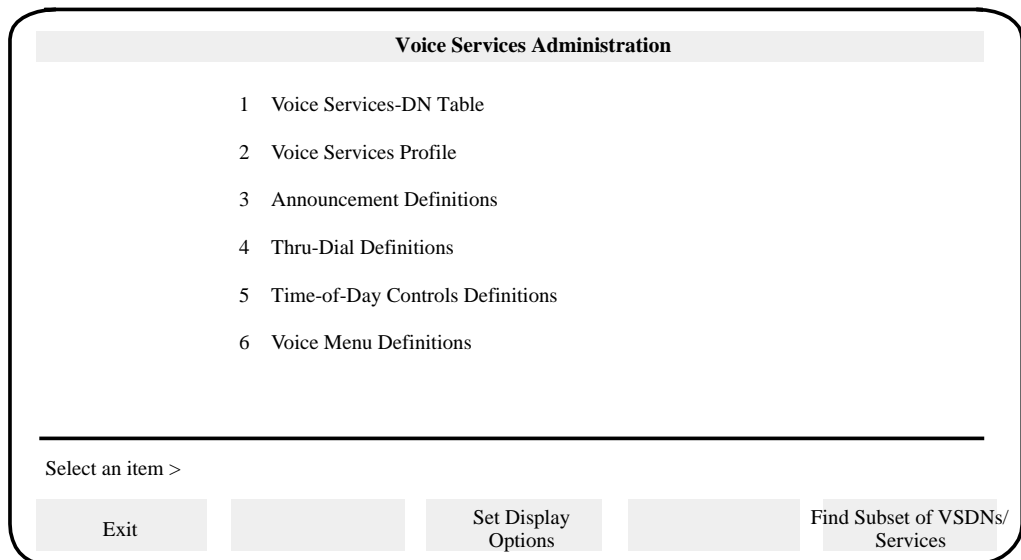 Voice Services Administration
1 Voice Services-DN Table
2 Voice Services Profile
3 Announcement Definitions
4 Thru-Dial Definitions
5 Time-of-Day Controls Definitions
6 Voice Menu Definitions
Select an item >
Exit
Set Display
Options
Find Subset of VSDNs/
Services